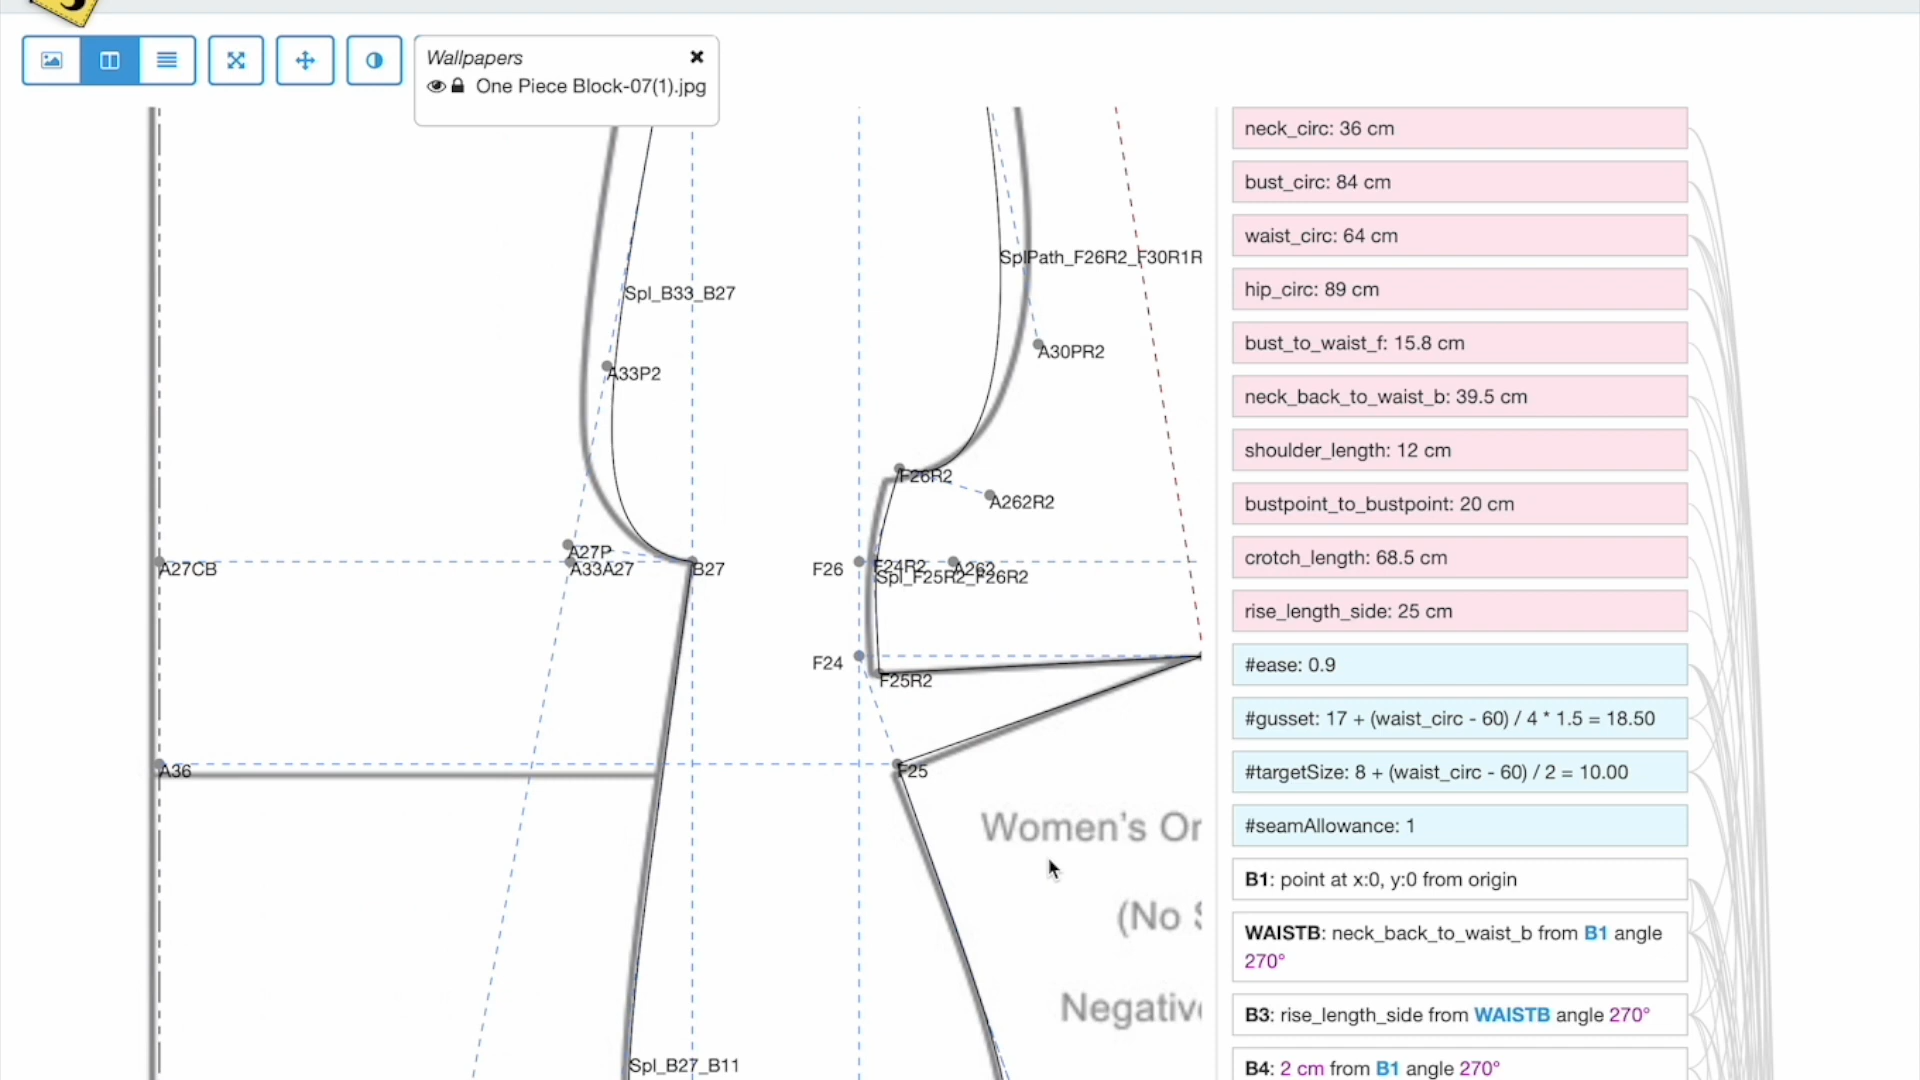 Wallpapers
One Piece Block-07(1).jpg
SplPath_F26R2_F30R1R
Spl_B33_B27
A30PR2
A33P2
F26R2
A262R2
A27P
A27CB
A33A27
B27
F26
F24R2
A262
Spl_F25R2_F26R2
F24
F25R2
A36
F25
Women's Or
(No
Negativ
Spl_B27_B11
neck_circ: 36 cm
bust_circ: 84 cm
waist_circ: 64 cm
hip_circ: 89 cm
bust_to_waist_f: 15.8 cm
neck_back_to_waist_b: 39.5 cm
shoulder_length: 12 cm
bustpoint_to_bustpoint: 20 cm
crotch_length: 68.5 cm
rise_length_side: 25 cm
#ease: 0.9
#gusset: 17 + (waist_circ - 60) / 4 * 1.5 = 18.50
#targetSize: 8 + (waist_circ - 60) / 2 = 10.00
#seamAllowance: 1
B1: point at x:0, y:0 from origin
WAISTB: neck_back_to_waist_b from B1 angle
270°
B3: rise_length_side from WAISTB angle 270°
B4: 2 cm from B1 angle 270°